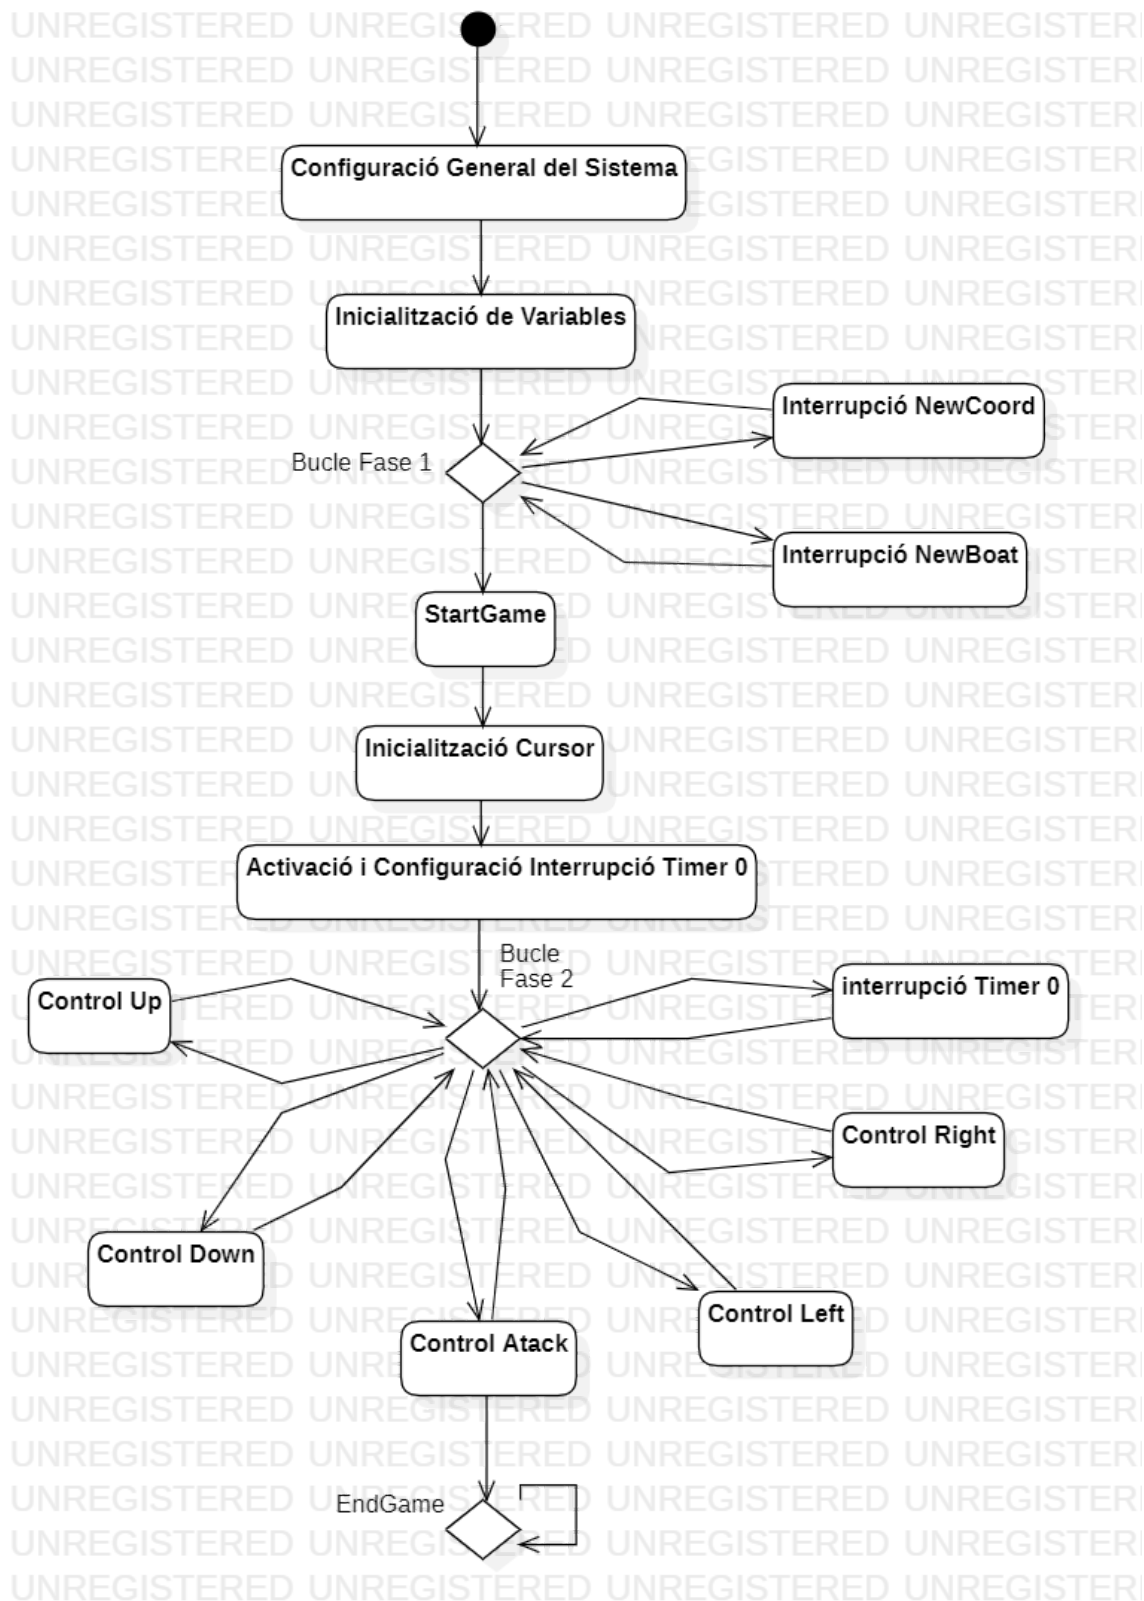 Configuració General del Sistema
Inicialització de Variables
Interrupció NewCoord
Bucle Fase 1
Interrupció NewBoat
StartGame
Inicialització Cursor
Activació i Configuració Interrupció Timer 0
Bucle
Fase 2
Control Up
interrupció Timer 0
Control Right
Control Down
Control Left
Control Atack
EndGame
UNREGISTERED